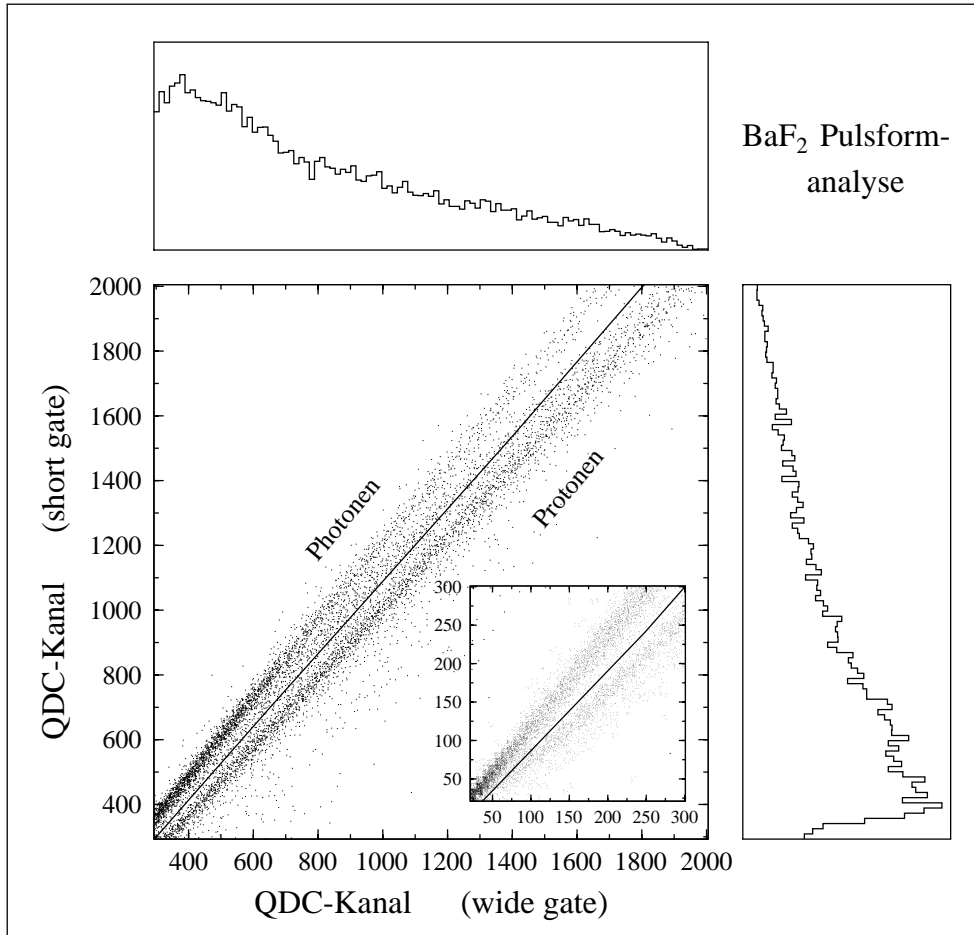 BaF2 Pulsform-
analyse
2000
1800
1600
1400
1200
1000
800
600
400
QDC-Kanal (short gate)
Photonen
Protonen
300
250
200
150
100
50
50 100 150 200 250 300
400 600 800 1000 1200 1400 1600 1800 2000
QDC-Kanal (wide gate)